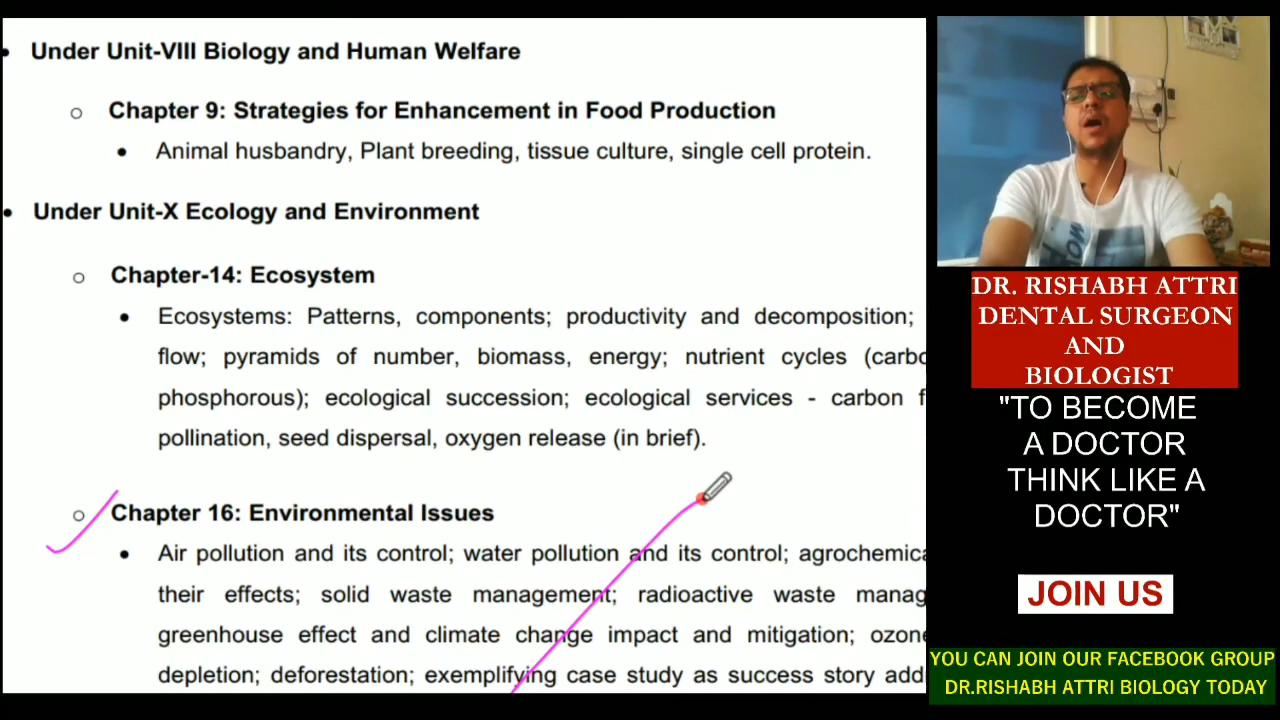 Under Unit-VIII Biology and Human Welfare
Chapter 9: Strategies for Enhancement in Food Production
Animal husbandry, Plant breeding, tissue culture, single cell protein.
Under Unit-X Ecology and Environment
Chapter-14: Ecosystem
Ecosystems: Patterns, components; productivity and decomposition;
flow; pyramids of number, biomass, energy; nutrient cycles (carbo
phosphorous); ecological succession; ecological services - carbon f
pollination, seed dispersal, oxygen release (in brief).
Chapter 16: Environmental Issues
Air pollution and its control; water pollution and its control; agrochemica
their effects; solid waste management; radioactive waste manag
greenhouse effect and climate change impact and mitigation; ozone
depletion; deforestation; exemplifying case study as success story add
DR. RISHABH ATTRI
DENTAL SURGEON
AND
BIOLOGIST
"TO BECOME
A DOCTOR
THINK LIKE A
DOCTOR"
JOIN US
YOU CAN JOIN OUR FACEBOOK GROUP
DR.RISHABH ATTRI BIOLOGY TODAY